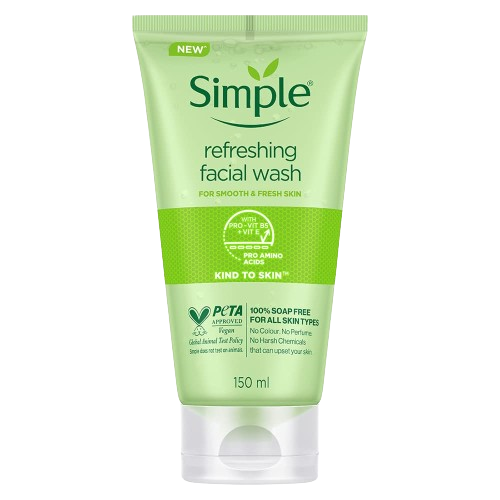 NEW™
Simple®
refreshing
facial wash
FOR SMOOTH & FRESH SKIN
WITH
PRO-VIT B5
+ VIT E
PRO AMINO
ACIDS
KIND TO SKIN™
PeTA
APPROVED
Vegan
Global Animal Test Policy
Simple does not test on animals.
100% SOAP FREE
FOR ALL SKIN TYPES
No Colour. No Perfume.
No Harsh Chemicals
that can upset your skin.
150 ml